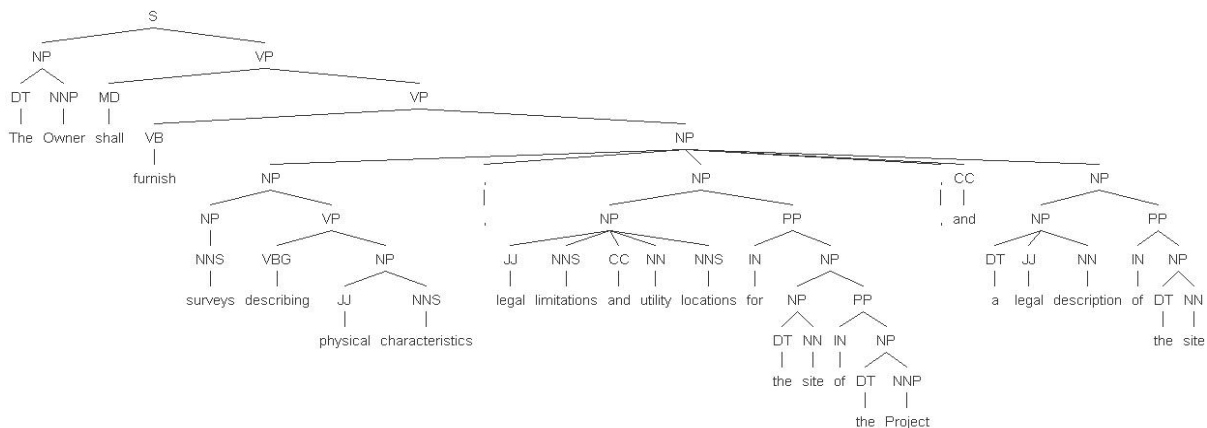 S
NP VP
DT NNP MD VP
The Owner shall VB NP
furnish NP , NP , CC NP
NP VP , NP PP , and NP PP
NNS VBG NP JJ NNS CC NN NNS IN NP DT JJ NN IN NP
surveys describing JJ NNS legal limitations and utility locations for NP PP a legal description of DT NN
physical characteristics DT NN IN NP the site
the site of DT NNP
the Project